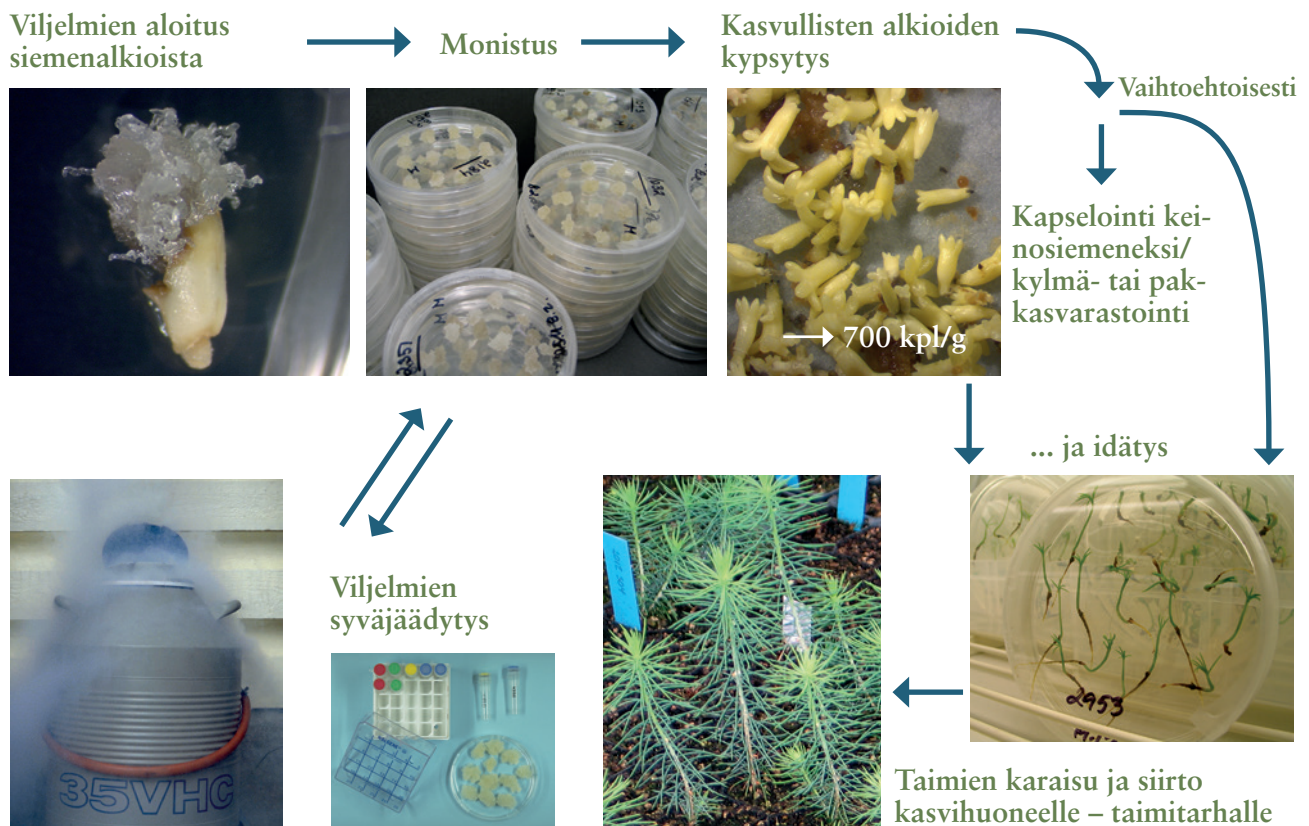 Viljelmien aloitus
siemenalkioista
Monistus
Kasvullisten alkioiden
kypsytys
Vaihtoehtoisesti
Kapselointi kei-
nosiemeneksi/
kylmä- tai pak-
kasvarastointi
700 kpl/g
... ja idätys
Viljelmien
syväjäädytys
35VHC
2953
Taimien karaisu ja siirto
kasvihuoneelle – taimitarhalle